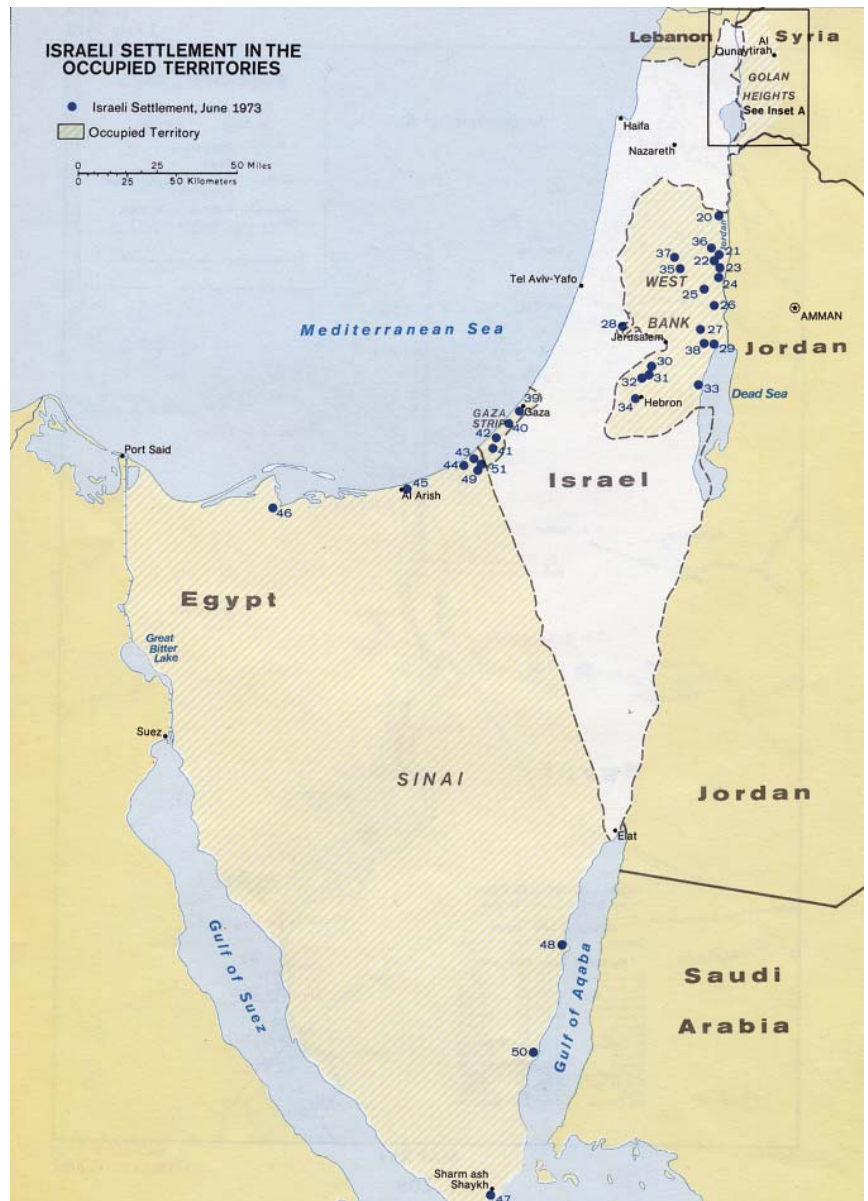 ISRAELI SETTLEMENT IN THE
OCCUPIED TERRITORIES
Israeli Settlement, June 1973
Occupied Territory
0 25 50 Miles
0 25 50 Kilometers
Lebanon
Syria
Al
Qunaytirah
GOLAN
HEIGHTS
See Inset A
Haifa
Nazareth
20
Jordan
36
21
37
22
35
23
24
WEST
25
26
Tel Aviv-Yafo
AMMAN
28
BANK
27
Mediterranean Sea
Jerusalem
38
29
Jordan
30
32
31
33
Dead Sea
34
Hebron
39
Gaza
GAZA
STRIP
40
42
41
43
44
51
49
Port Said
Israel
45
Al Arish
46
Egypt
Great
Bitter
Lake
Suez
SINAI
Jordan
Elat
48
Gulf of Suez
Gulf of Aqaba
Saudi
Arabia
50
Sharm ash
Shaykh
47